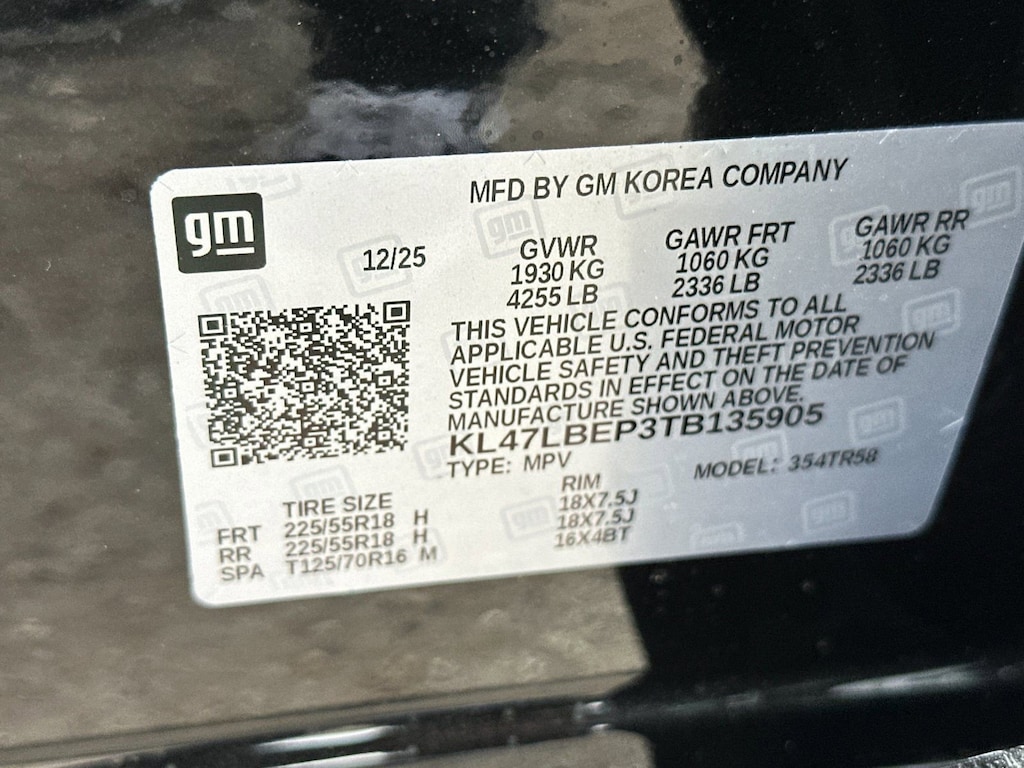 MFD BY GM KOREA COMPANY
gm
12/25
GVWR GAWR FRT GAWR RR
1930 KG 1060 KG 1060 KG
4255 LB 2336 LB 2336 LB
THIS VEHICLE CONFORMS TO ALL
APPLICABLE U.S. FEDERAL MOTOR
VEHICLE SAFETY AND THEFT PREVENTION
STANDARDS IN EFFECT ON THE DATE OF
MANUFACTURE SHOWN ABOVE.
KL47LBEP3TB135905
TYPE: MPV MODEL: 354TR58
TIRE SIZE RIM
FRT 225/55R18 H 18X7.5J
RR 225/55R18 H 18X7.5J
SPA T125/70R16 M 16X4BT